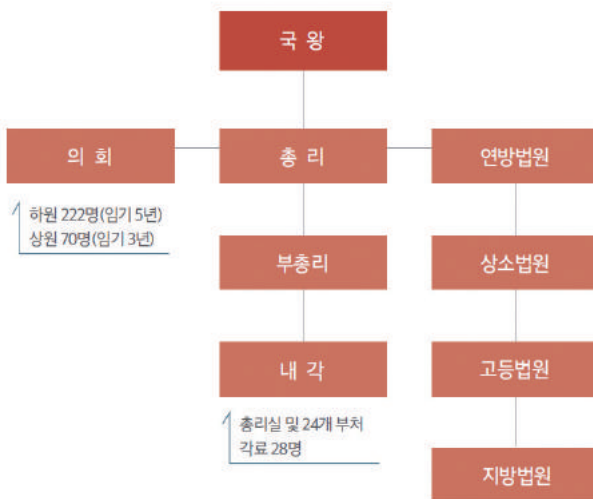 국 왕
의 회
총 리
연방법원
하원 222명(임기 5년)
상원 70명(임기 3년)
부총리
상소법원
내 각
고등법원
총리실 및 24개 부처
각료 28명
지방법원